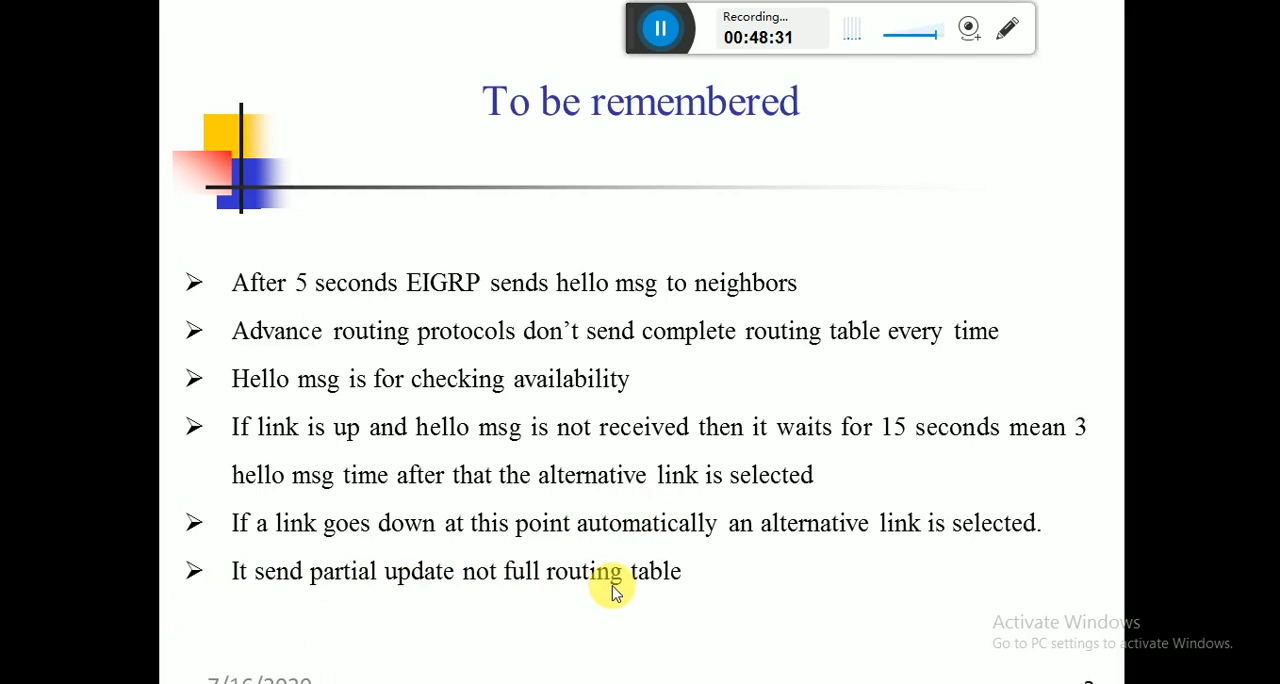 Recording...
00:48:31
To be remembered
After 5 seconds EIGRP sends hello msg to neighbors
Advance routing protocols don’t send complete routing table every time
Hello msg is for checking availability
If link is up and hello msg is not received then it waits for 15 seconds mean 3
hello msg time after that the alternative link is selected
If a link goes down at this point automatically an alternative link is selected.
It send partial update not full routing table
Activate Windows
Go to PC settings to activate Windows.
7/16/2020